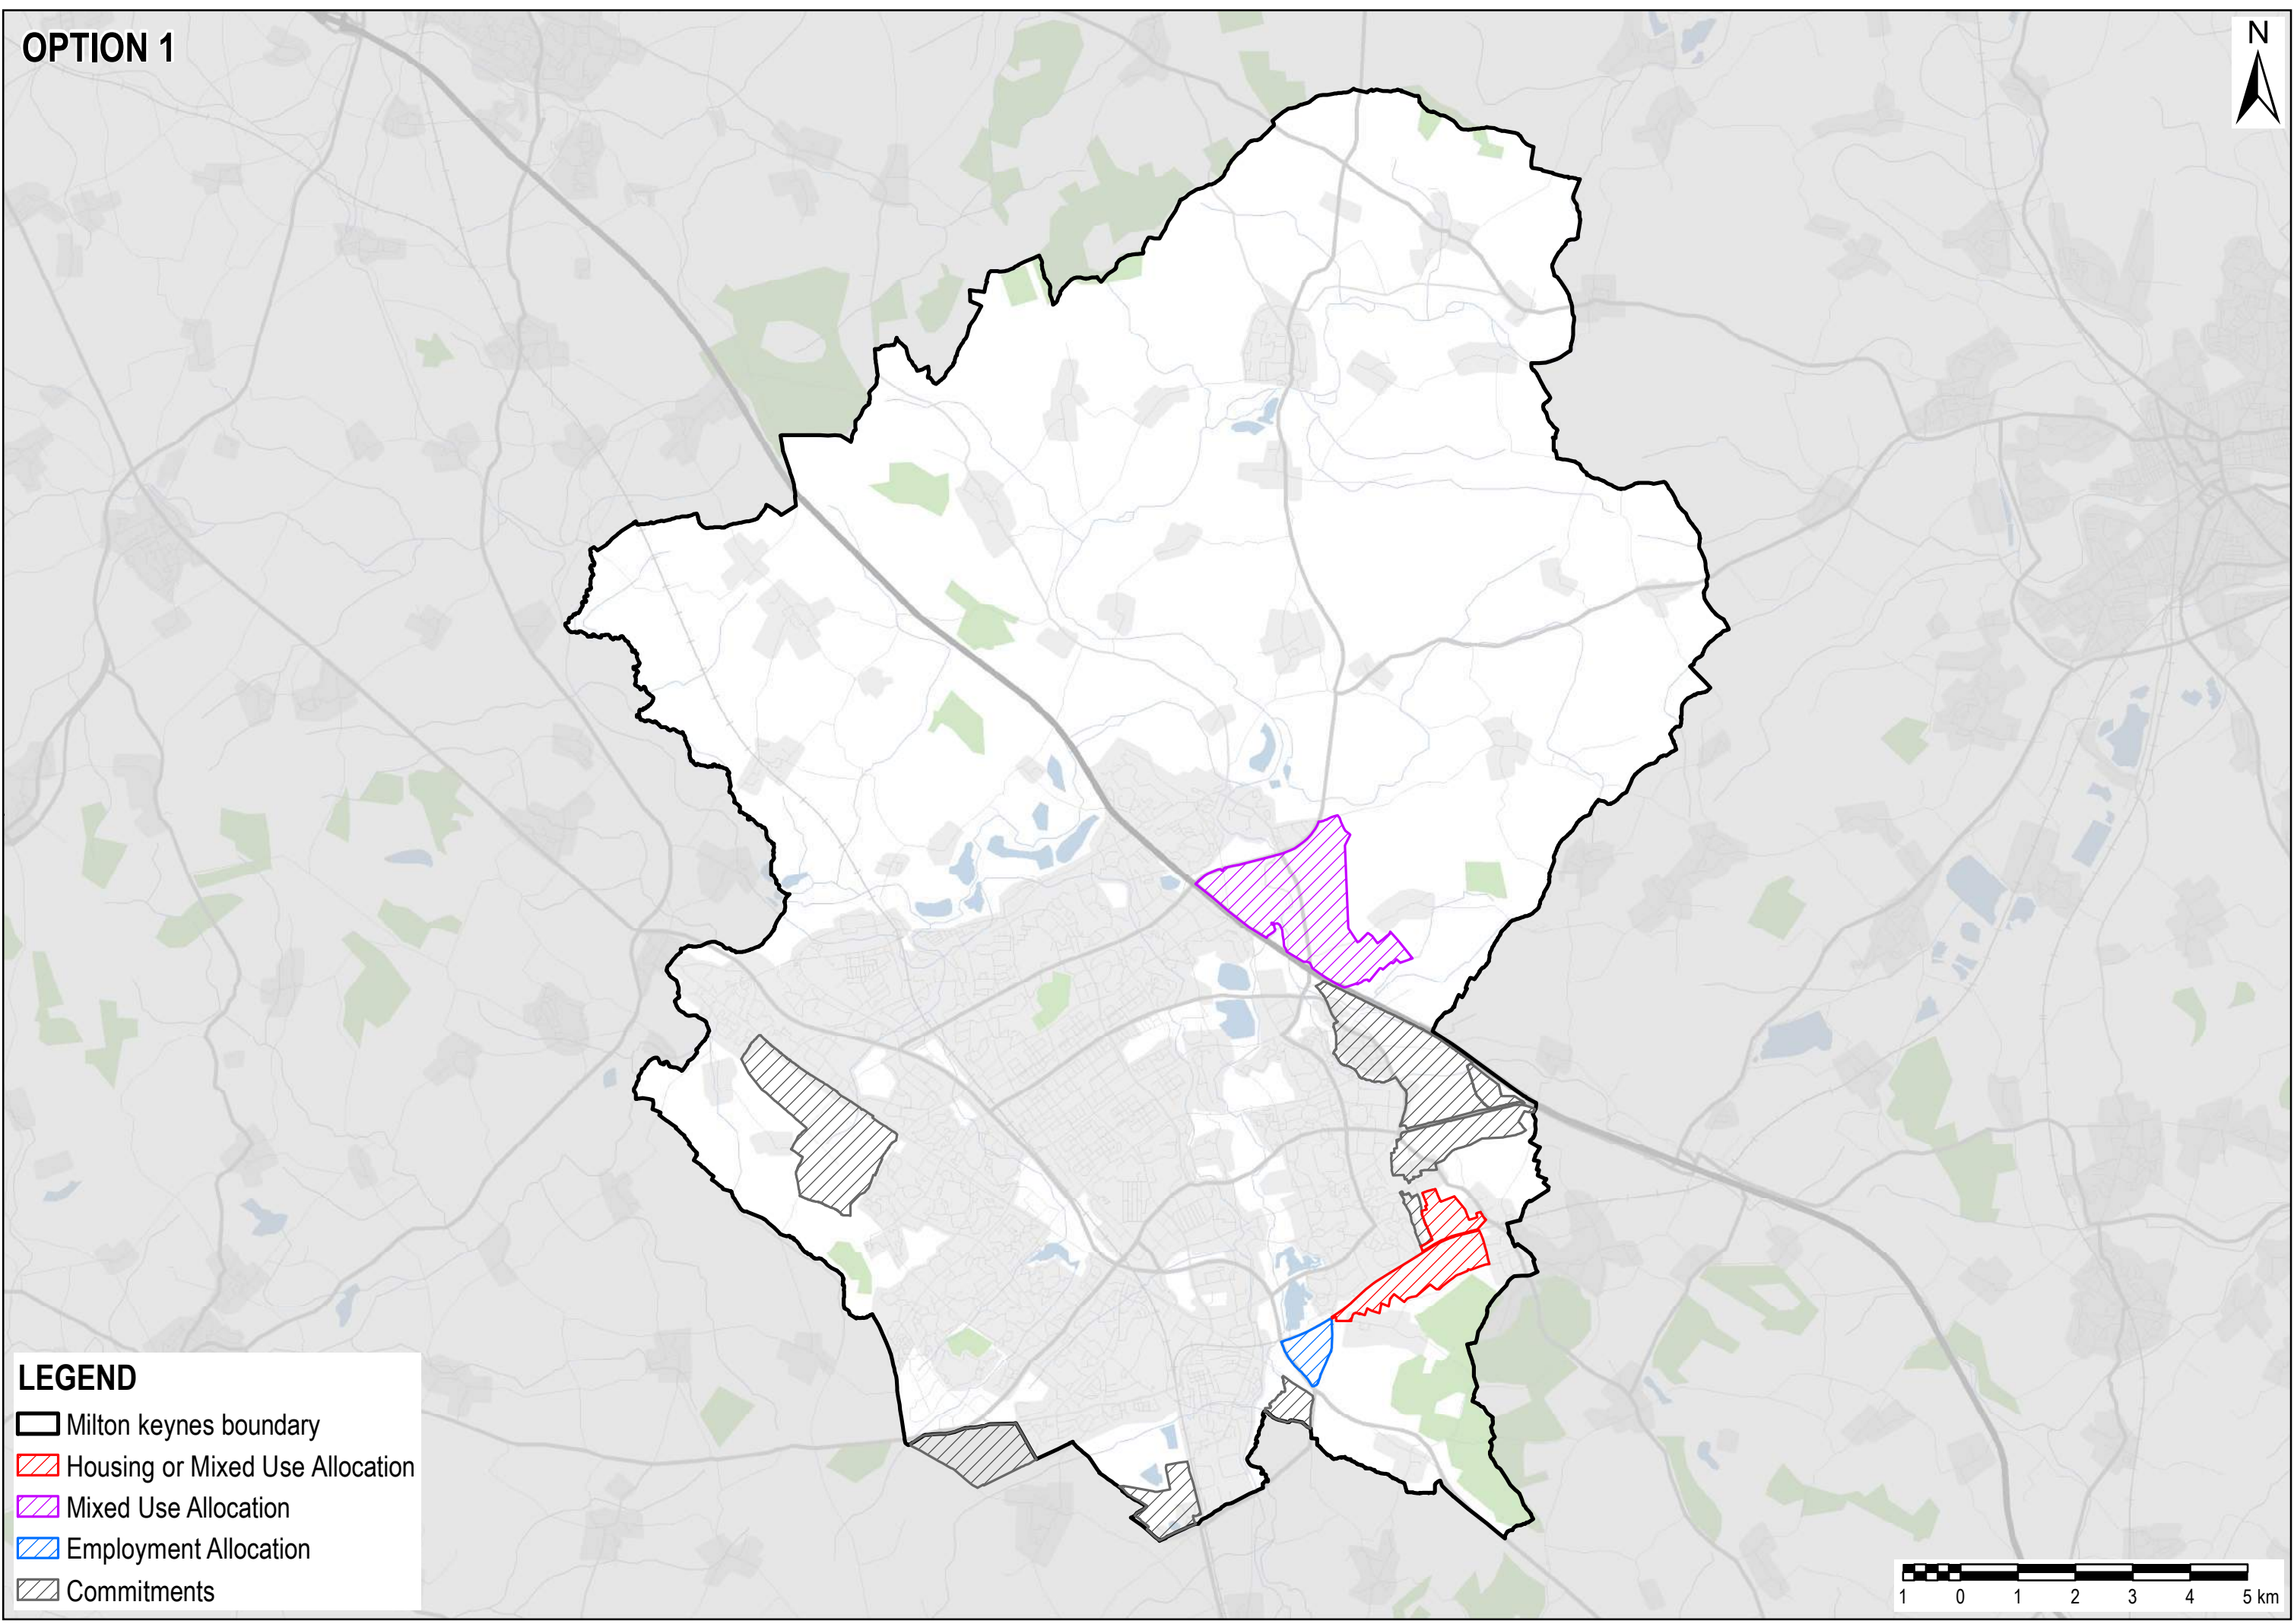 OPTION 1
N
LEGEND
Milton keynes boundary
Housing or Mixed Use Allocation
Mixed Use Allocation
Employment Allocation
Commitments
1 0 1 2 3 4 5 km